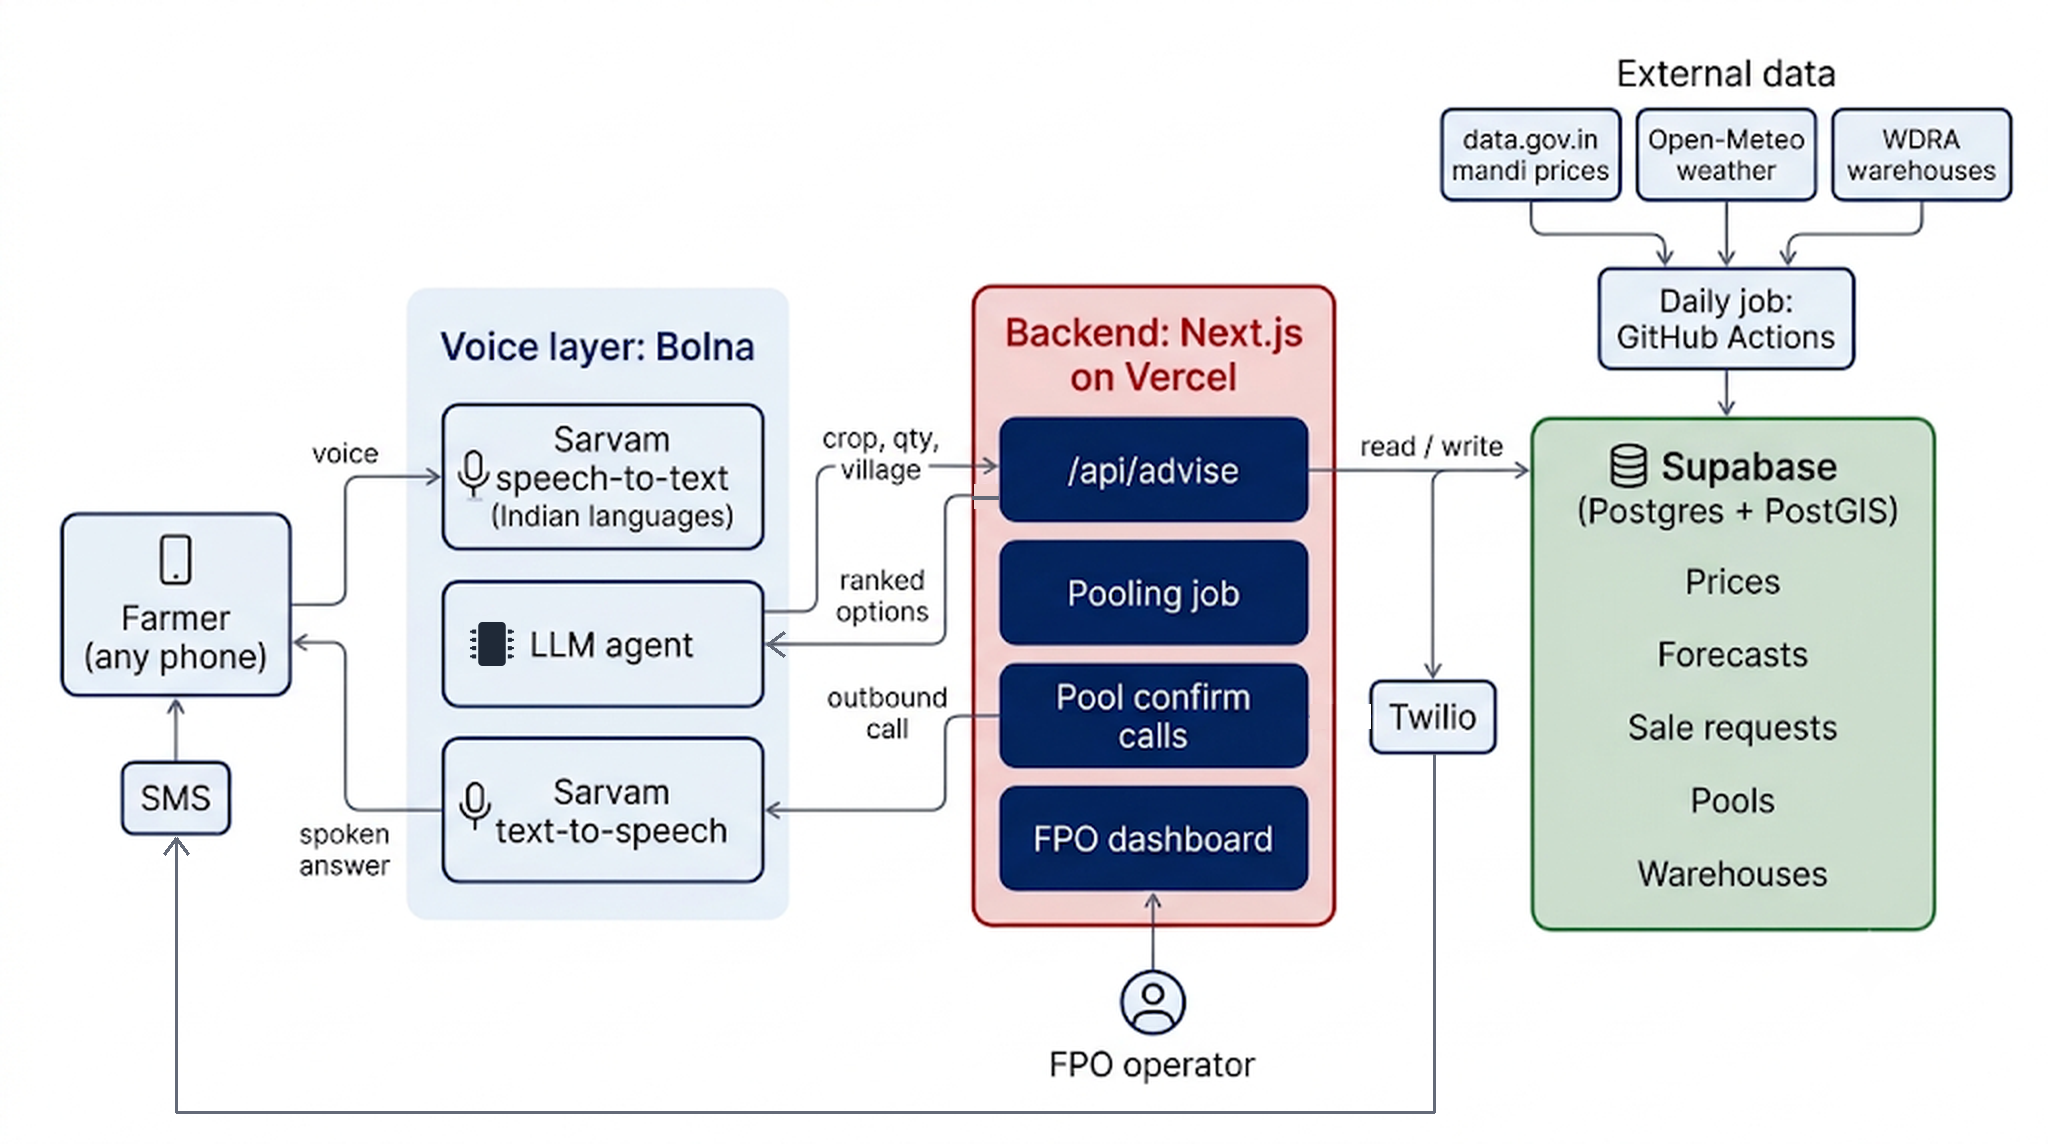 External data
data.gov.in
mandi prices
Open-Meteo
weather
WDRA
warehouses
Daily job:
GitHub Actions
Voice layer: Bolna
Sarvam
speech-to-text
(Indian languages)
LLM agent
Sarvam
text-to-speech
voice
Farmer
(any phone)
SMS
spoken
answer
crop, qty,
village
ranked
options
outbound
call
Backend: Next.js
on Vercel
/api/advise
Pooling job
Pool confirm
calls
FPO dashboard
FPO operator
read / write
Twilio
Supabase
(Postgres + PostGIS)
Prices
Forecasts
Sale requests
Pools
Warehouses